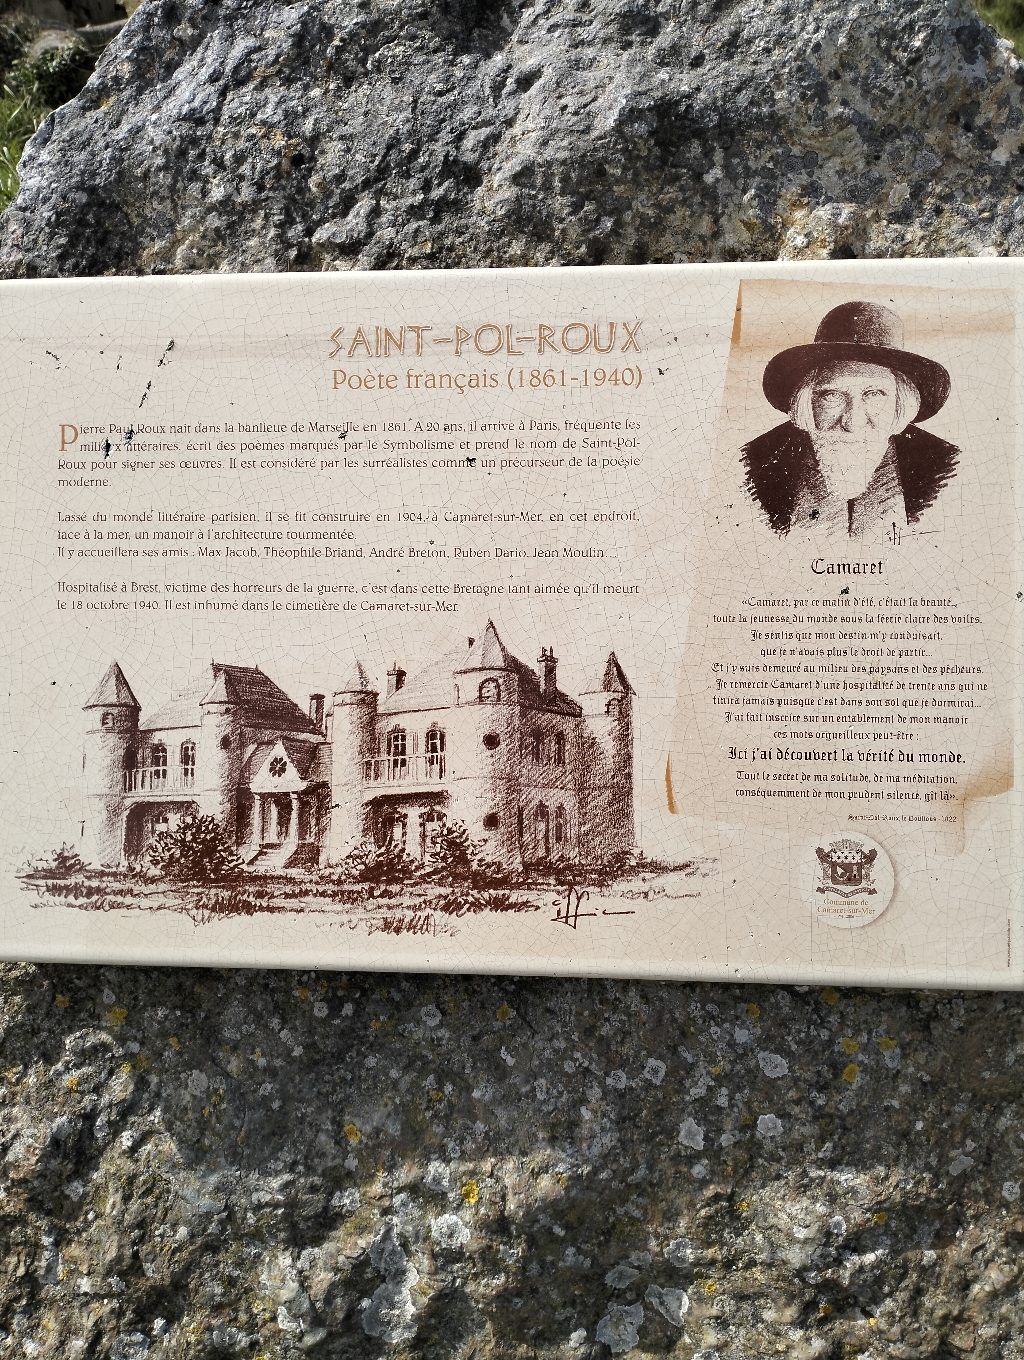 SAINT-POL-ROUX
Poète français (1861-1940)
Pierre Paul Roux naît dans la banlieue de Marseille en 1861. A 20 ans, il arrive à Paris, fréquente les
milieux littéraires, écrit des poèmes marqués par le Symbolisme et prend le nom de Saint-Pol-
Roux pour signer ses œuvres. Il est considéré par les surréalistes comme un précurseur de la poésie
moderne.
Lassé du monde littéraire parisien, il se fit construire en 1904, à Camaret-sur-Mer, en cet endroit,
face à la mer, un manoir à l'architecture tourmentée.
Il y accueillera ses amis : Max Jacob, Théophile Briand, André Breton, Ruben Dario, Jean Moulin...
Hospitalisé à Brest, victime des horreurs de la guerre, c'est dans cette Bretagne tant aimée qu'il meurt
le 18 octobre 1940. Il est inhumé dans le cimetière de Camaret-sur-Mer.
Camaret
«Camaret, par ce matin d'été, c'était la beauté...
toute la jeunesse du monde sous la féérie claire des voiles.
Je sentis que mon destin m'y conduisait,
que je n'avais plus le droit de partir...
Et j'y suis demeuré au milieu des paysans et des pêcheurs.
...Je remercie Camaret d'une hospitalité de trente ans qui ne
finira jamais puisque c'est dans son sol que je dormirai...
J'ai fait inscrire sur un entablement de mon manoir
ces mots orgueilleux peut-être :
Ici j'ai découvert la vérité du monde.
Tout le secret de ma solitude, de ma méditation,
conséquemment de mon prudent silence, gît là».
Saint-Pol-Roux, le Boultous -
Commune de
Camaret-sur-Mer